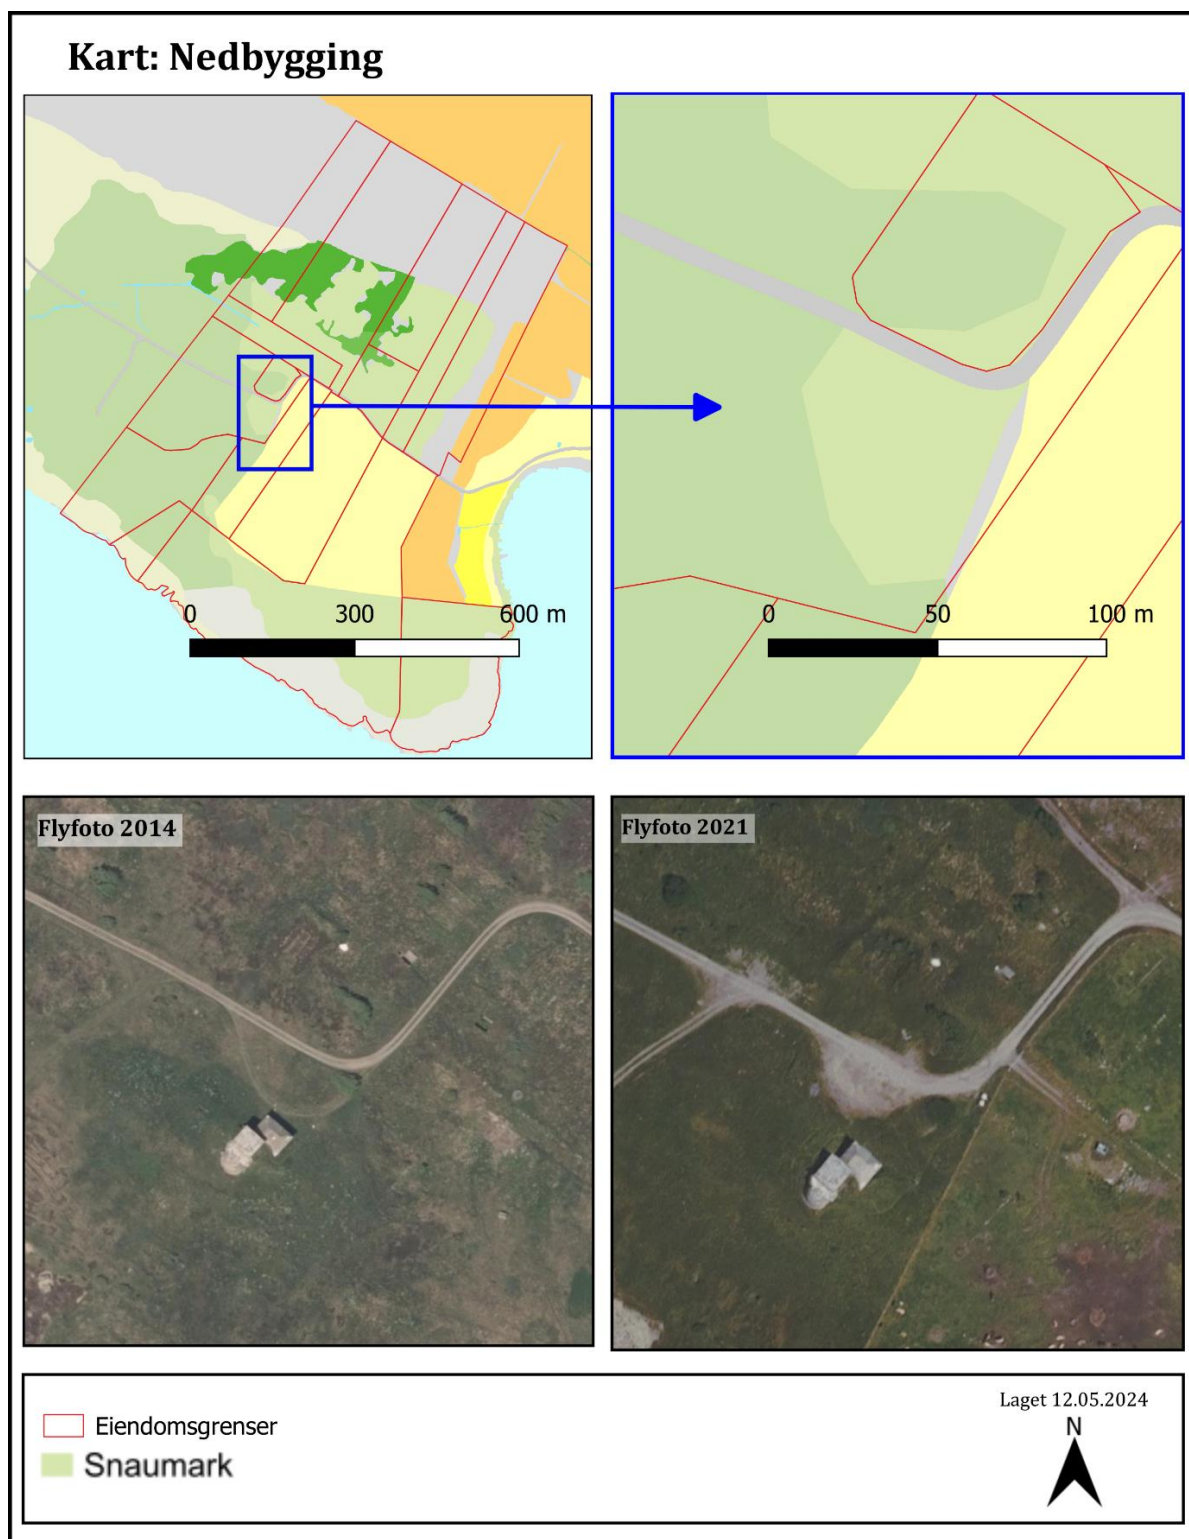 Kart: Nedbygging
0 300 600 m
0 50 100 m
Flyfoto 2014
Flyfoto 2021
Laget 12.05.2024
N
Eiendomsgrenser
Snaumark